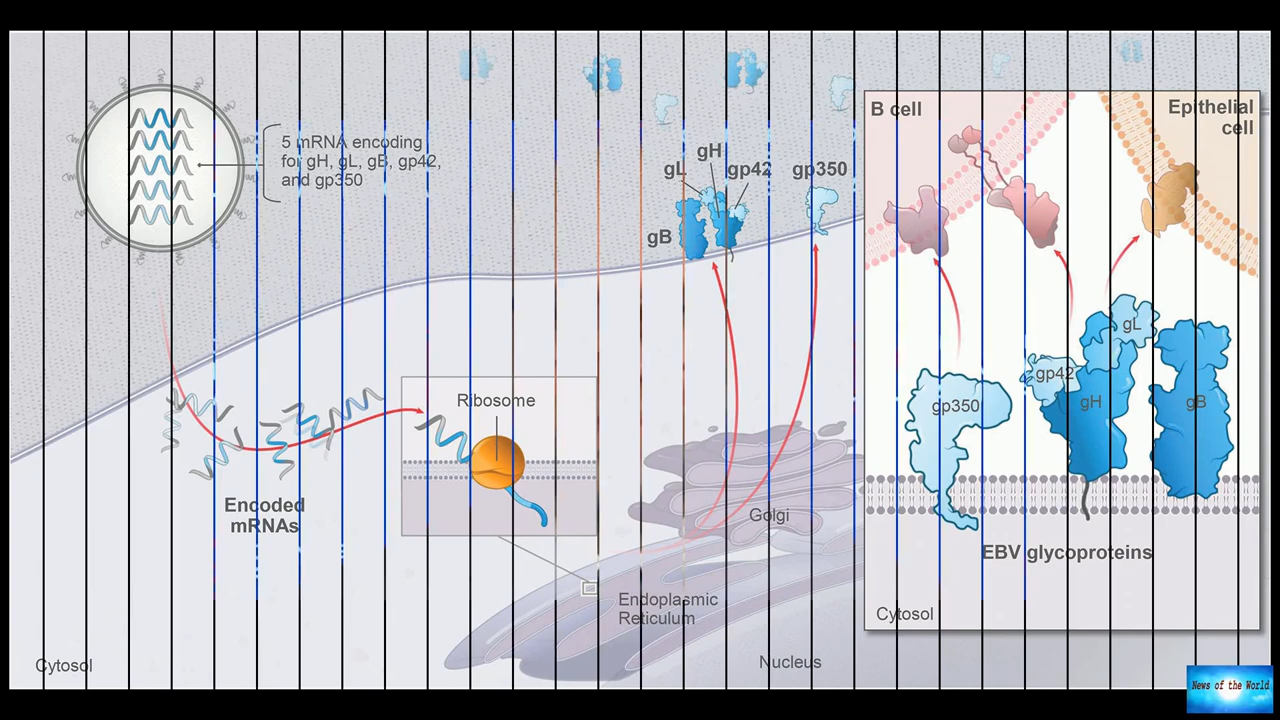 5 mRNA encoding
for gH, gL, gB, gp42,
and gp350
gL
gH
gp42
gp350
gB
B cell
Epithelial
cell
gL
gp42
gp350
gH
gB
Ribosome
Encoded
mRNAs
Golgi
EBV glycoproteins
Endoplasmic
Reticulum
Cytosol
Cytosol
Nucleus
News of the World